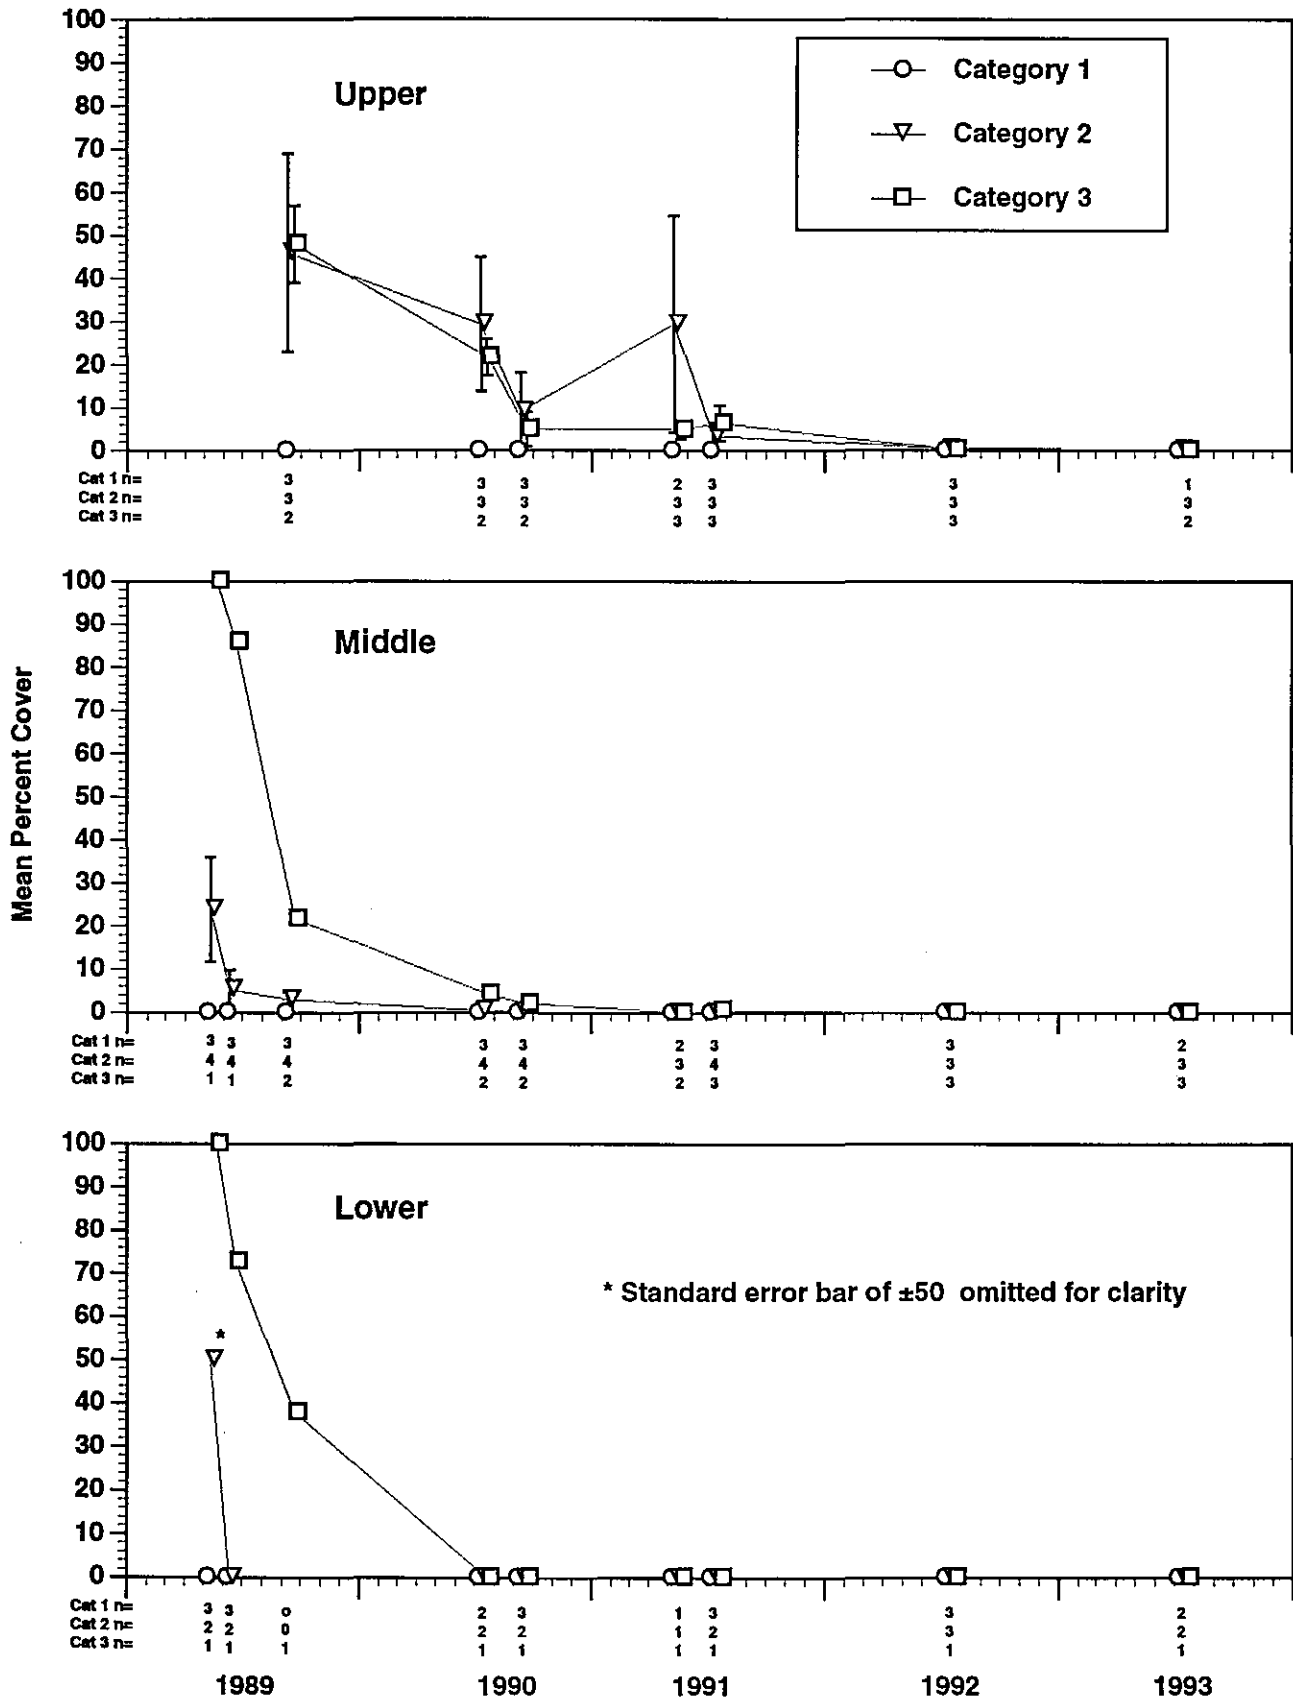 100
90
80
70
60
50
40
30
20
10
0
Upper
Category 1
Category 2
Category 3
Cat 1 n= 3 3 3 2 3 3 1
Cat 2 n= 3 3 3 3 3 3 3
Cat 3 n= 2 2 2 3 3 3 2
100
90
80
70
60
50
40
30
20
10
0
Middle
Mean Percent Cover
Cat 1 n= 3 3 3 3 3 2 3 3 2
Cat 2 n= 4 4 4 4 4 3 4 3 3
Cat 3 n= 1 1 2 2 2 2 3 3 3
100
90
80
70
60
50
40
30
20
10
0
Lower
*
* Standard error bar of ±50 omitted for clarity
Cat 1 n= 3 3 o 2 3 1 3 3 2
Cat 2 n= 2 2 0 2 2 1 2 3 2
Cat 3 n= 1 1 1 1 1 1 1 1 1
1989 1990 1991 1992 1993